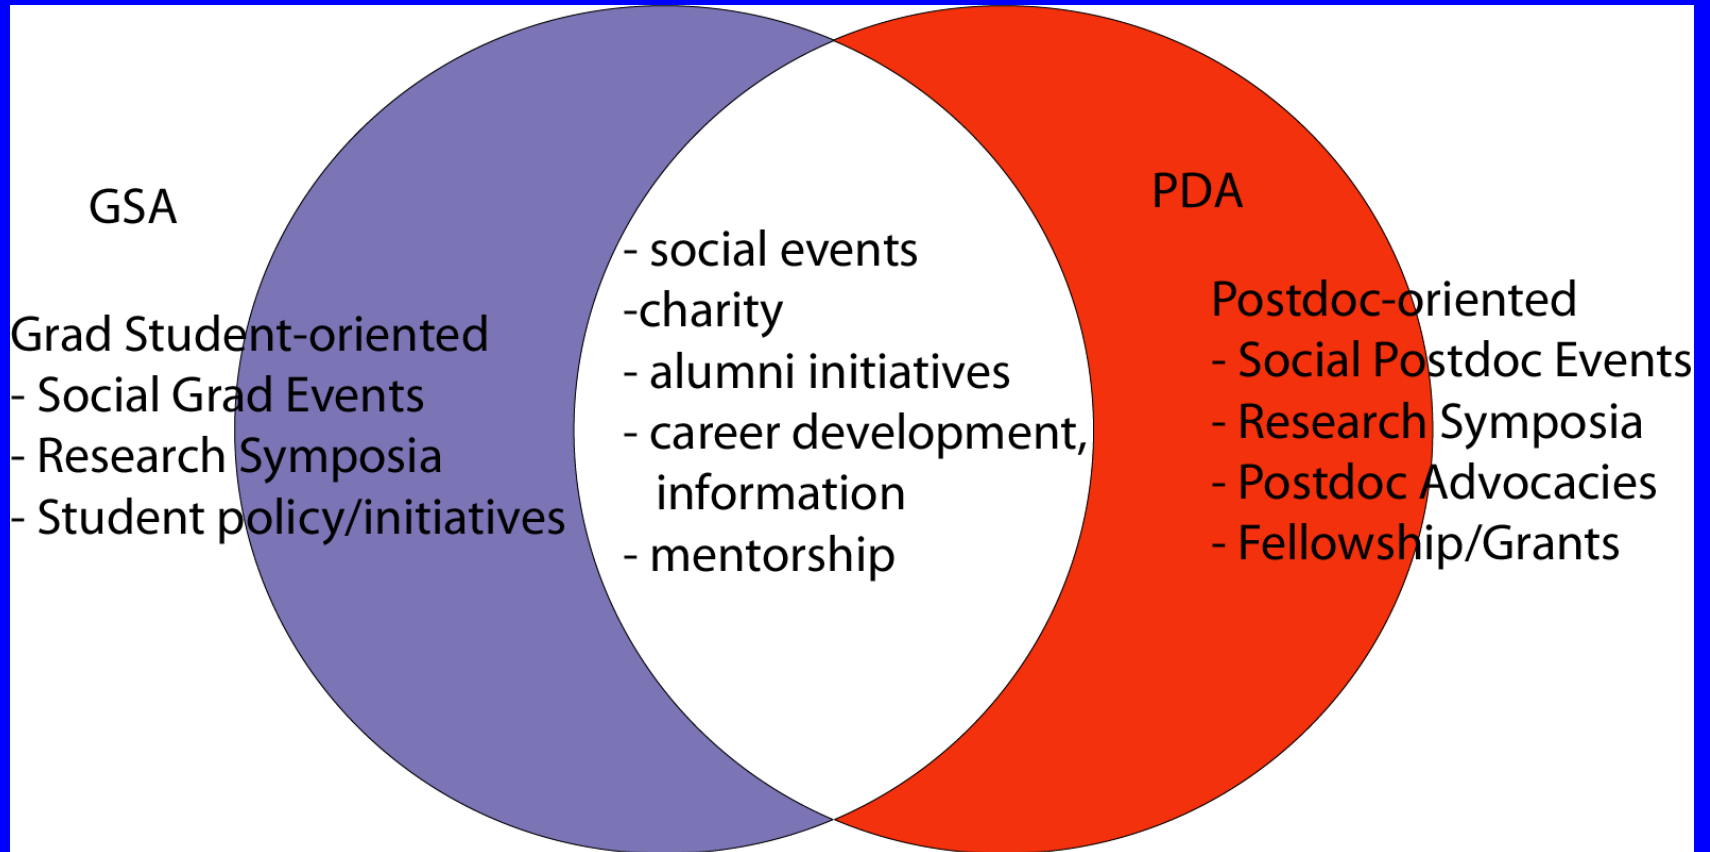 GSA
Grad Student-oriented
- Social Grad Events
- Research Symposia
- Student policy/initiatives
- social events
-charity
- alumni initiatives
- career development,
information
- mentorship
PDA
Postdoc-oriented
- Social Postdoc Events
- Research Symposia
- Postdoc Advocacies
- Fellowship/Grants